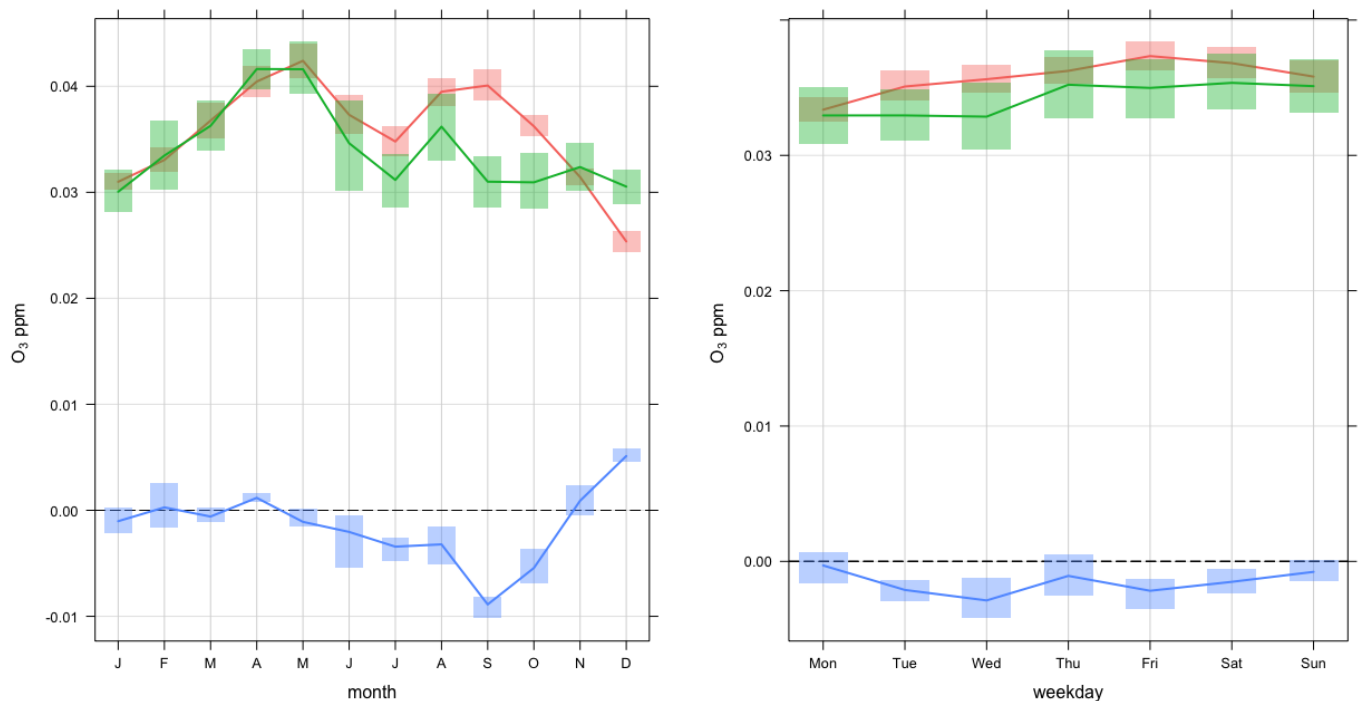 0.04
0.03
0.02
0.01
0.00
-0.01
O3 ppm
J F M A M J J A S O N D
month
0.03
0.02
0.01
0.00
O3 ppm
Mon Tue Wed Thu Fri Sat Sun
weekday